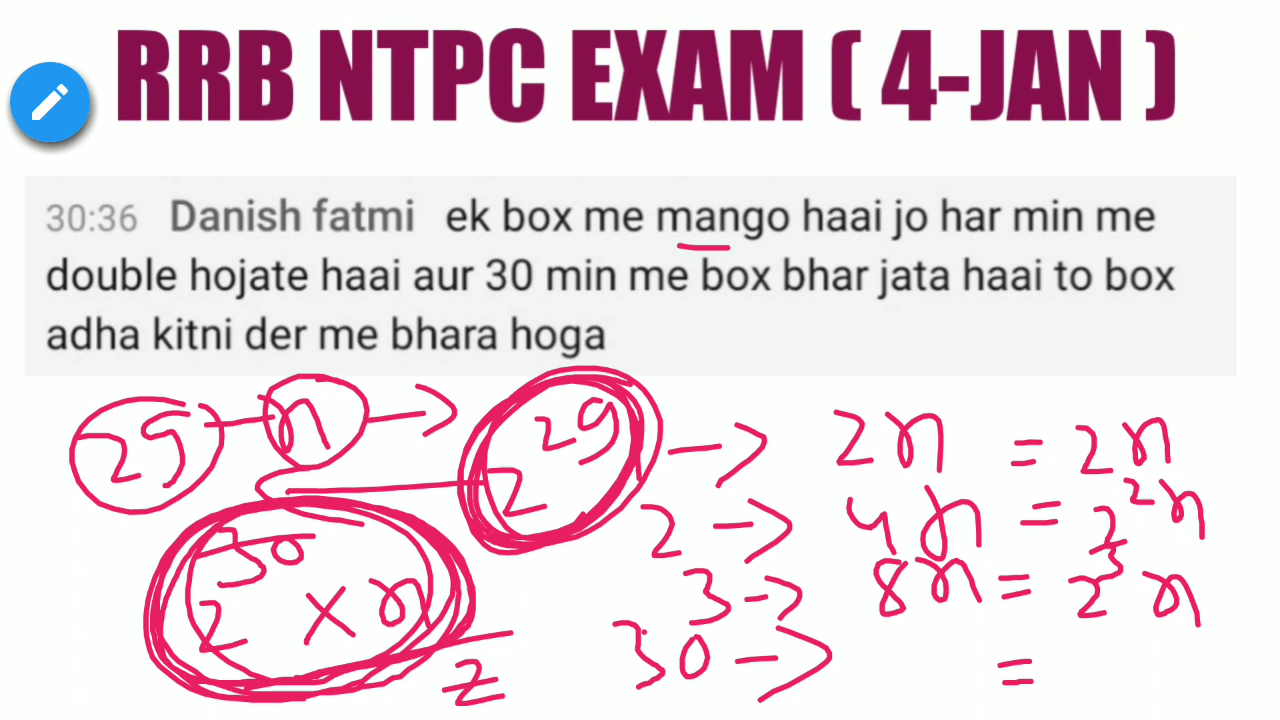 RRB NTPC EXAM ( 4-JAN )
30:36 Danish fatmi ek box me mango haai jo har min me
double hojate haai aur 30 min me box bhar jata haai to box
adha kitni der me bhara hoga
29 n → 2^29 → 2n = 2n
2 → 4n = 2^2 n
3 → 8n = 2^3 n
2^30 × n
2
30 → =